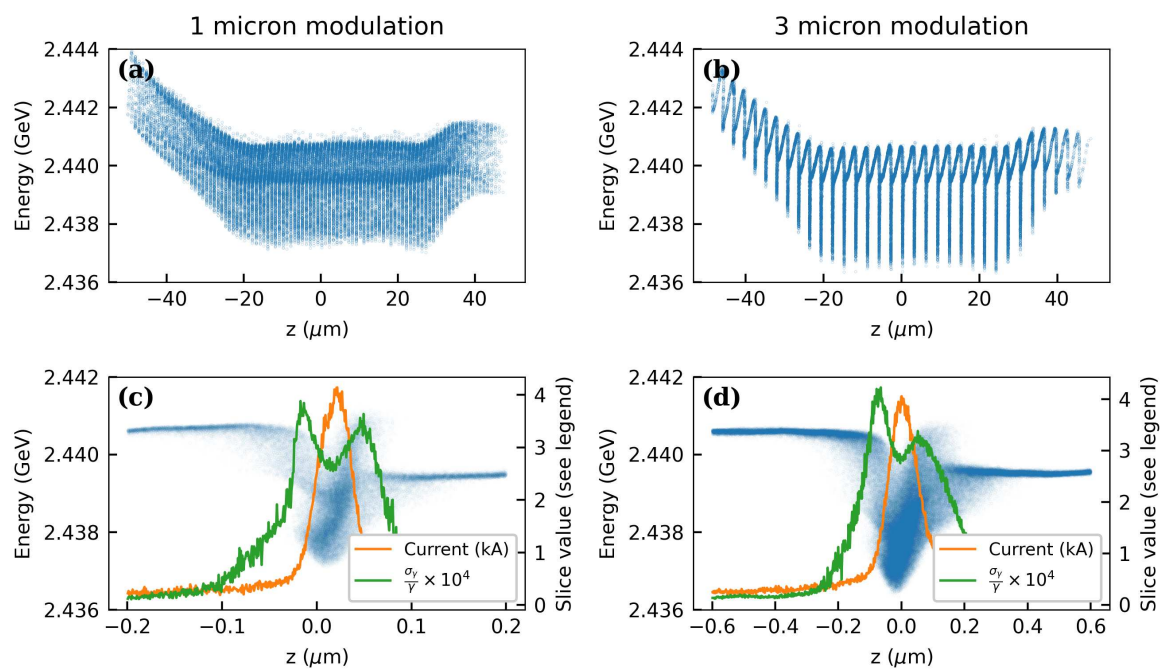 1 micron modulation
3 micron modulation
(a)
2.444
2.442
2.440
2.438
2.436
Energy (GeV)
−40
−20
0
20
40
z (μm)
(b)
2.444
2.442
2.440
2.438
2.436
Energy (GeV)
−40
−20
0
20
40
z (μm)
(c)
2.442
2.440
2.438
2.436
Energy (GeV)
4
3
2
1
0
Slice value (see legend)
Current (kA)
σγ/γ × 10⁴
−0.2
−0.1
0.0
0.1
0.2
z (μm)
(d)
2.442
2.440
2.438
2.436
Energy (GeV)
4
3
2
1
0
Slice value (see legend)
Current (kA)
σγ/γ × 10⁴
−0.6
−0.4
−0.2
0.0
0.2
0.4
0.6
z (μm)